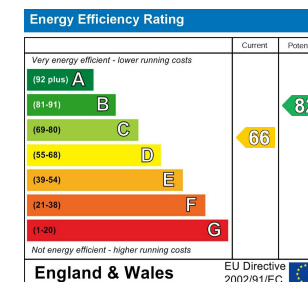 Energy Efficiency Rating
Current
Very energy efficient - lower running costs
(92 plus) A
(81-91) B
(69-80) C
66
(55-68) D
(39-54) E
(21-38) F
(1-20) G
Not energy efficient - higher running costs
England & Wales
EU Directive
2002/91/EC